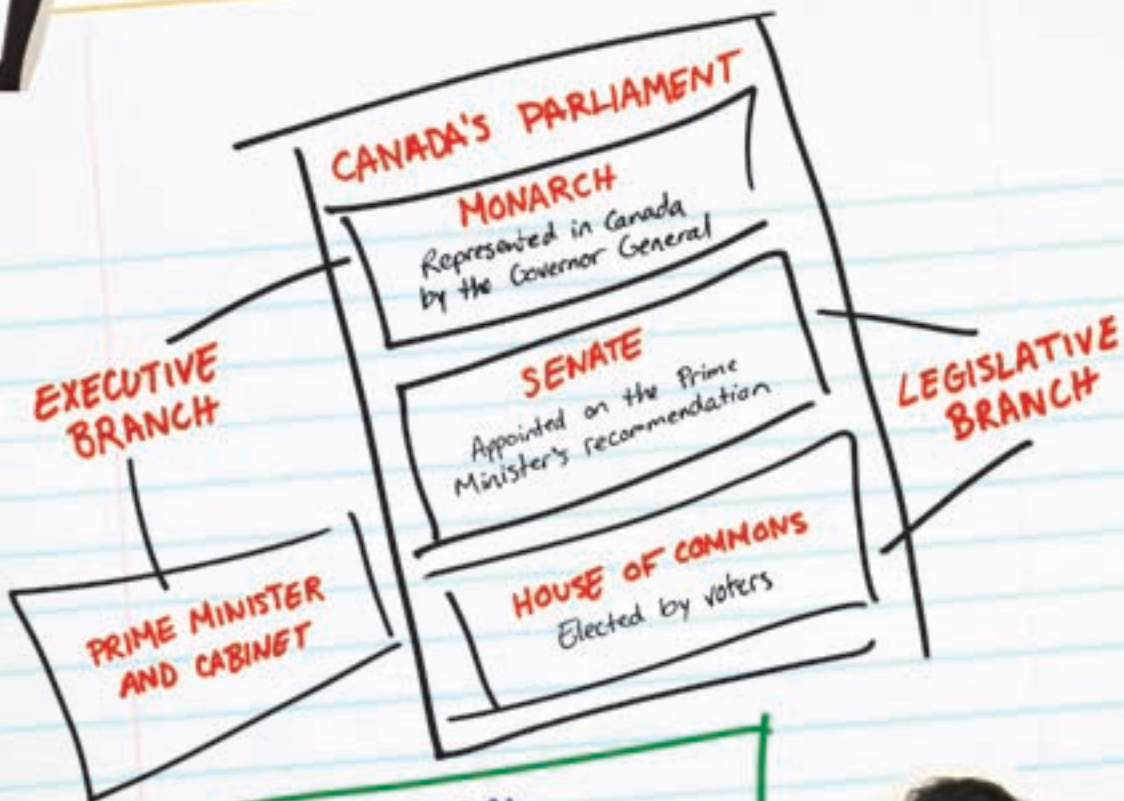 CANADA'S PARLIAMENT
MONARCH
Represented in Canada
by the Governor General
SENATE
Appointed on the Prime
Minister's recommendation
HOUSE OF COMMONS
Elected by voters
EXECUTIVE
BRANCH
PRIME MINISTER
AND CABINET
LEGISLATIVE
BRANCH